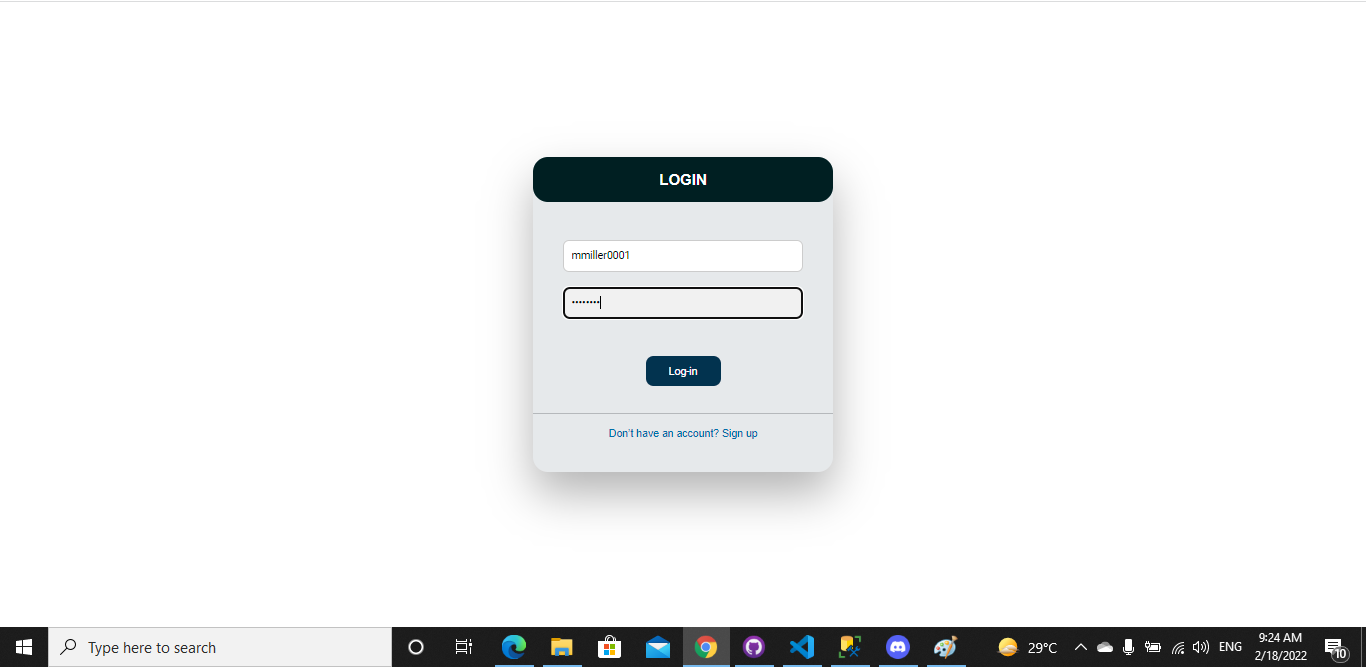 LOGIN
mmiller0001
••••••••
Log-in
Don't have an account? Sign up
Type here to search
29°C
ENG
9:24 AM
2/18/2022
10